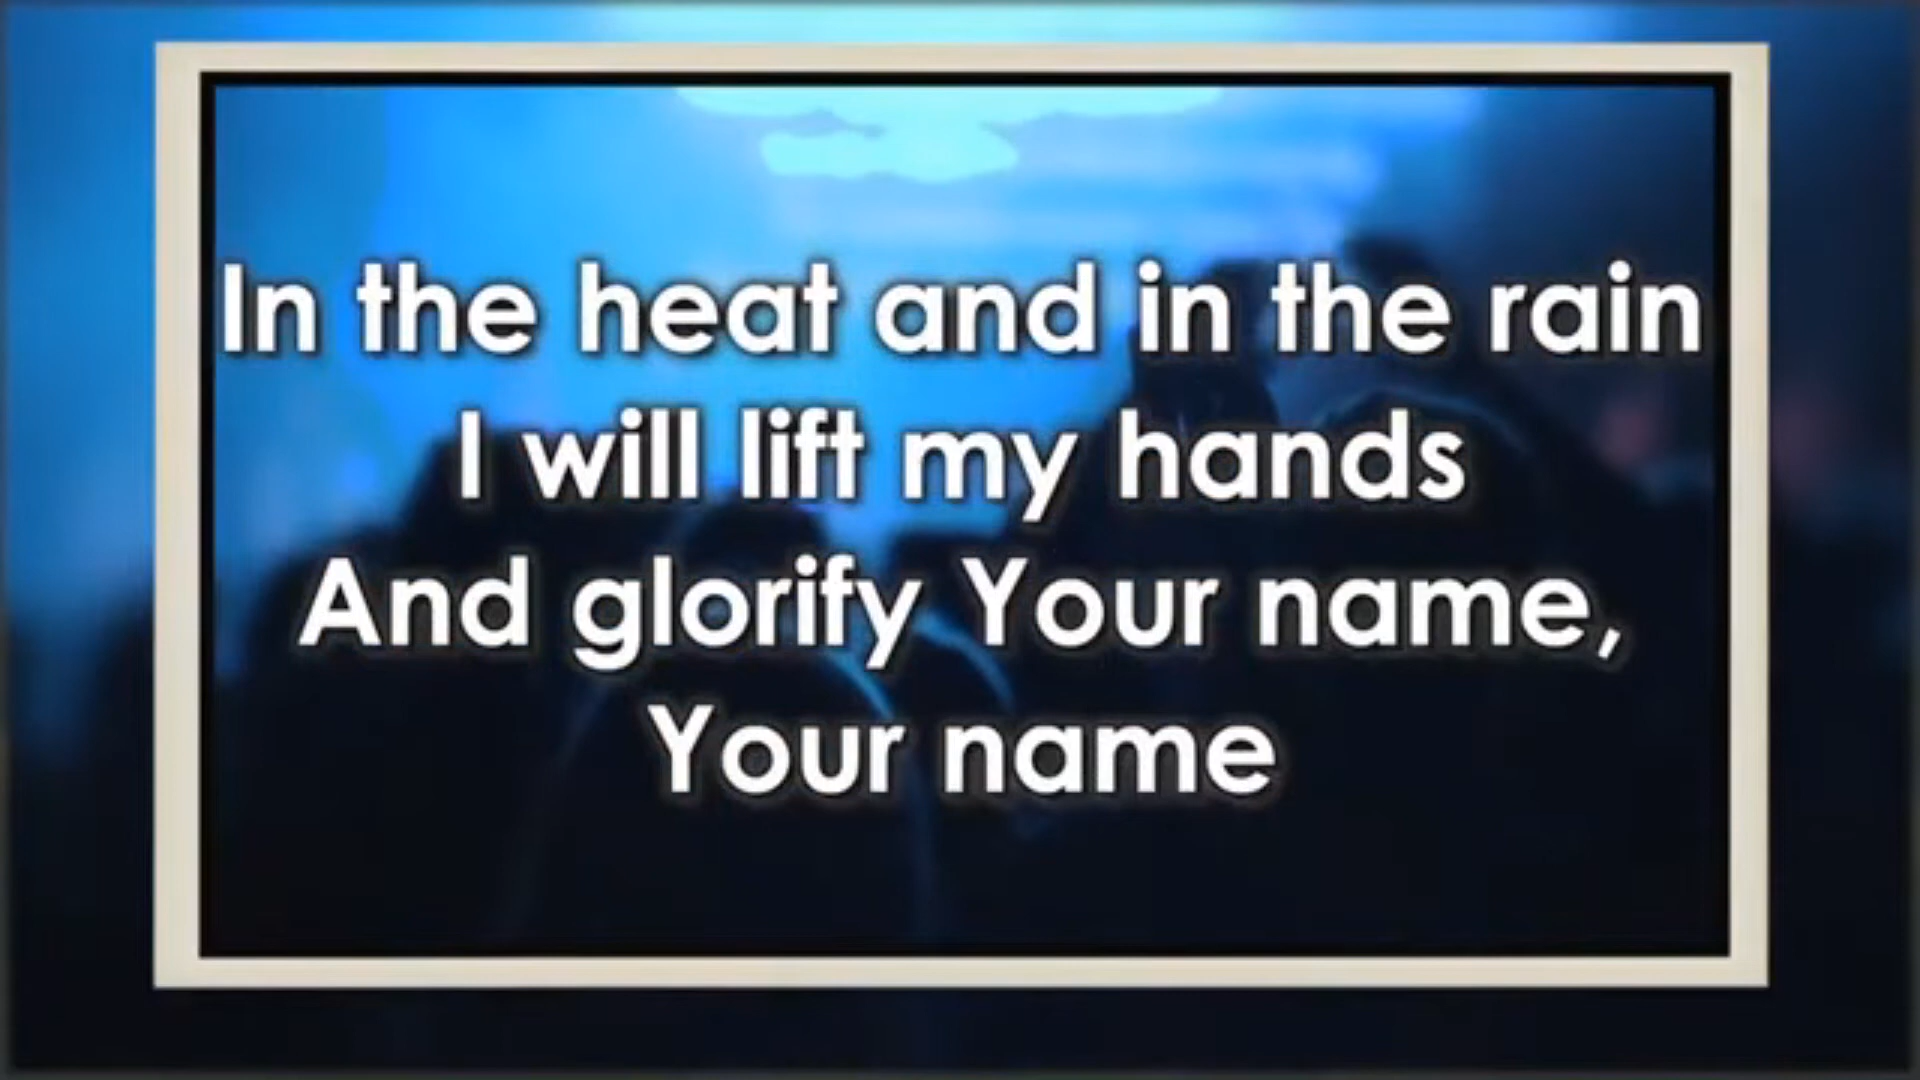 In the heat and in the rain
I will lift my hands
And glorify Your name,
Your name